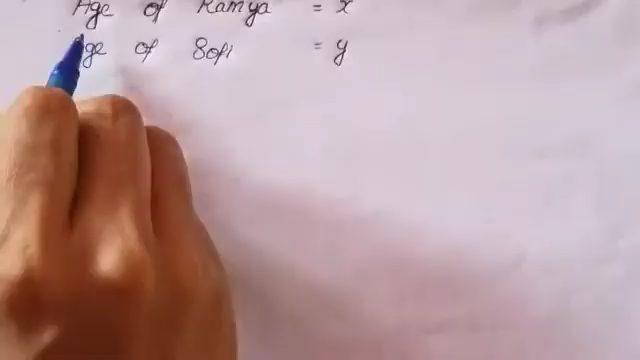 Age of Ramya = x
Age of Sofi = y